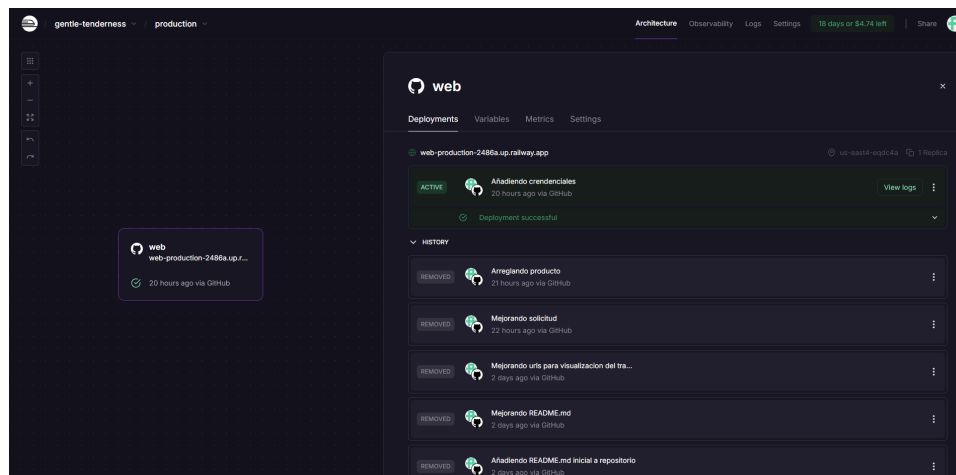 gentle-tenderness / production
Architecture Observability Logs Settings 18 days or $4.74 left Share
web
Deployments Variables Metrics Settings
web-production-2486a.up.railway.app us-east4-eqdc4a 1 Replica
ACTIVE Añadiendo crendenciales View logs
20 hours ago via GitHub
Deployment successful
HISTORY
REMOVED Arreglando producto
21 hours ago via GitHub
REMOVED Mejorando solicitud
22 hours ago via GitHub
REMOVED Mejorando urls para visualizacion del tra...
2 days ago via GitHub
REMOVED Mejorando README.md
2 days ago via GitHub
REMOVED Añadiendo README.md inicial a repositorio
2 days ago via GitHub
web
web-production-2486a.up.r...
20 hours ago via GitHub